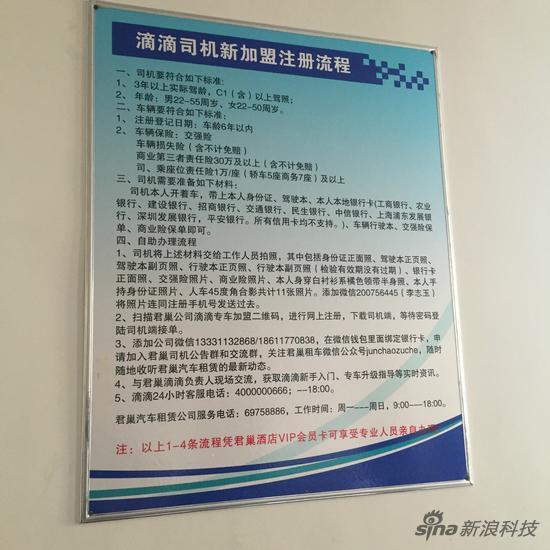 滴滴司机新加盟注册流程
一、司机要符合如下标准:
1、 3年以上实际驾龄，C1（含）以上驾照;
2、 年龄：男22-55周岁、女22-50周岁。
二、车辆要符合如下标准:
1、 注册登记日期：车龄6年以内
2、 车辆保险：交强险
车辆损失险（含不计免赔）
商业第三者责任险30万及以上（含不计免赔）
司、乘座位责任险1万/座（轿车5座商务7座）及以上
三、司机需要准备如下材料:
司机本人开着车，带上本人身份证、驾驶本、本人本地银行卡(工商银行、农业
银行、建设银行、招商银行、交通银行、民生银行、中信银行、上海浦东发展银
行、深圳发展银行，平安银行。所有信用卡均不支持。)、车辆行驶本、交强险保
单、商业险保单即可。
四、自助办理流程
1、司机将上述材料交给工作人员拍照，其中包括身份证正面照、驾驶本正页照、
驾驶本副页照、行驶本正页照、行驶本副页照（检验有效期没有过期）、银行卡
正面照、交强险照片、商业险照片、本人身穿白衬衫系橘色领带半身照、本人手
持身份证照片、人车45度角合影共计11张照片。添加微信200756445（李志玉）
将照片连同注册手机号发送过去。
2、扫描君巢公司滴滴专车加盟二维码，进行网上注册，下载司机端，等待密码登
陆司机端接单。
3、添加公司微信13331132868/18611770838，在微信钱包里面绑定银行卡，申
请加入君巢司机公告群和交流群，关注君巢租车微信公众号junchaozuche，随时
随地收听君巢汽车租赁的最新动态。
4、与君巢滴滴负责人现场交流，获取滴滴新手入门、专车升级指导等实时资讯。
5、滴滴24小时客服电话：4000000666; --18:00。
君巢汽车租赁公司服务电话：69758886，工作时间：周一---周日，9:00---18:00。
注：以上1-4条流程凭君巢酒店VIP会员卡可享受专业人员亲自办理
sina新浪科技